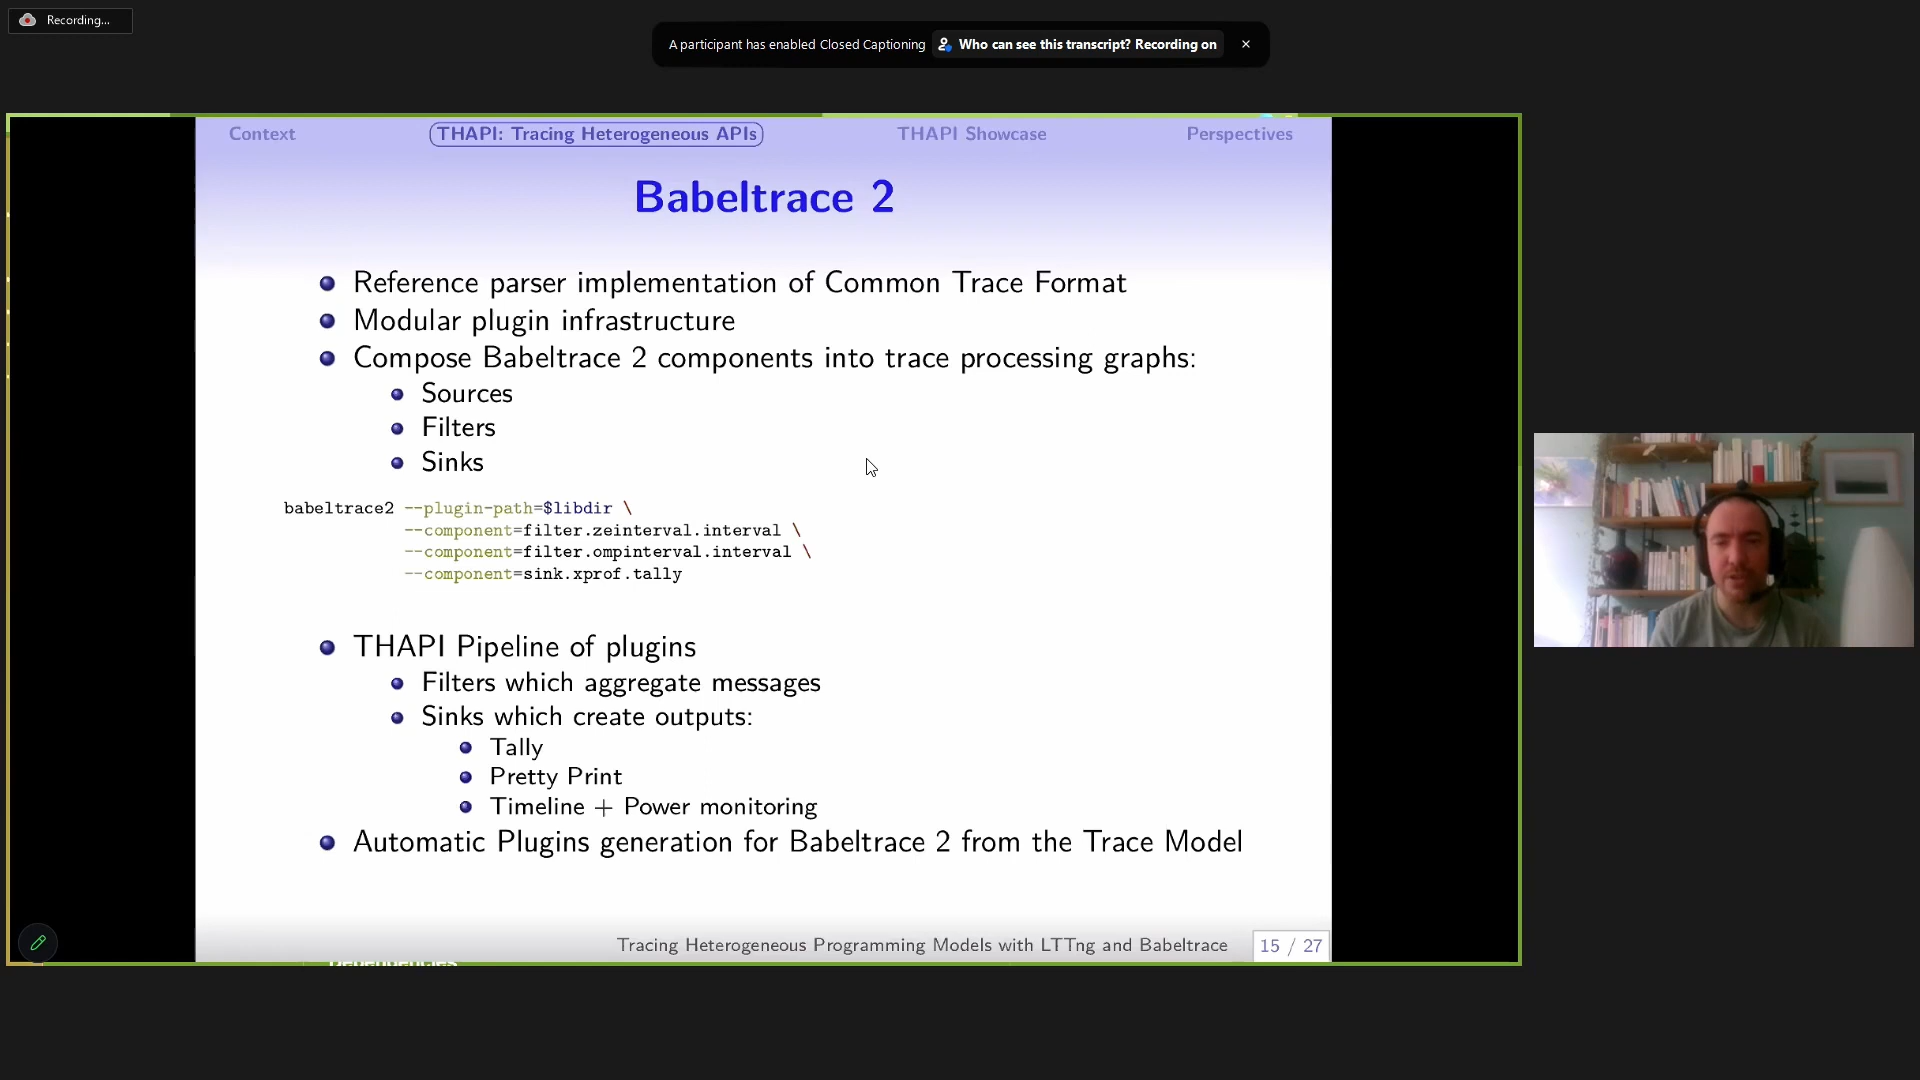 Recording...
A participant has enabled Closed Captioning Who can see this transcript? Recording on
Context THAPI: Tracing Heterogeneous APIs THAPI Showcase Perspectives
Babeltrace 2
Reference parser implementation of Common Trace Format
Modular plugin infrastructure
Compose Babeltrace 2 components into trace processing graphs:
Sources
Filters
Sinks
babeltrace2 --plugin-path=$libdir \
--component=filter.zeinterval.interval \
--component=filter.ompinterval.interval \
--component=sink.xprof.tally
THAPI Pipeline of plugins
Filters which aggregate messages
Sinks which create outputs:
Tally
Pretty Print
Timeline + Power monitoring
Automatic Plugins generation for Babeltrace 2 from the Trace Model
Tracing Heterogeneous Programming Models with LTTng and Babeltrace 15 / 27